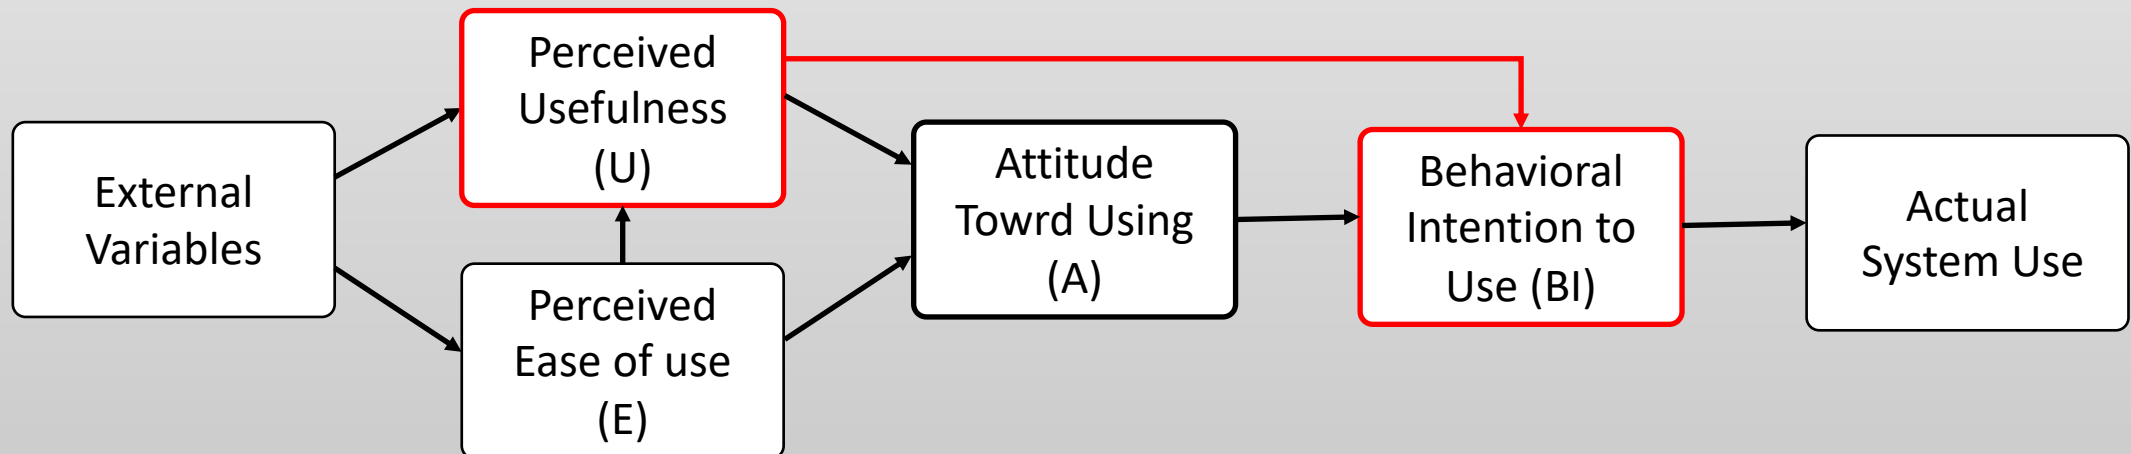 External
Variables
Perceived
Usefulness
(U)
Perceived
Ease of use
(E)
Attitude
Towrd Using
(A)
Behavioral
Intention to
Use (BI)
Actual
System Use